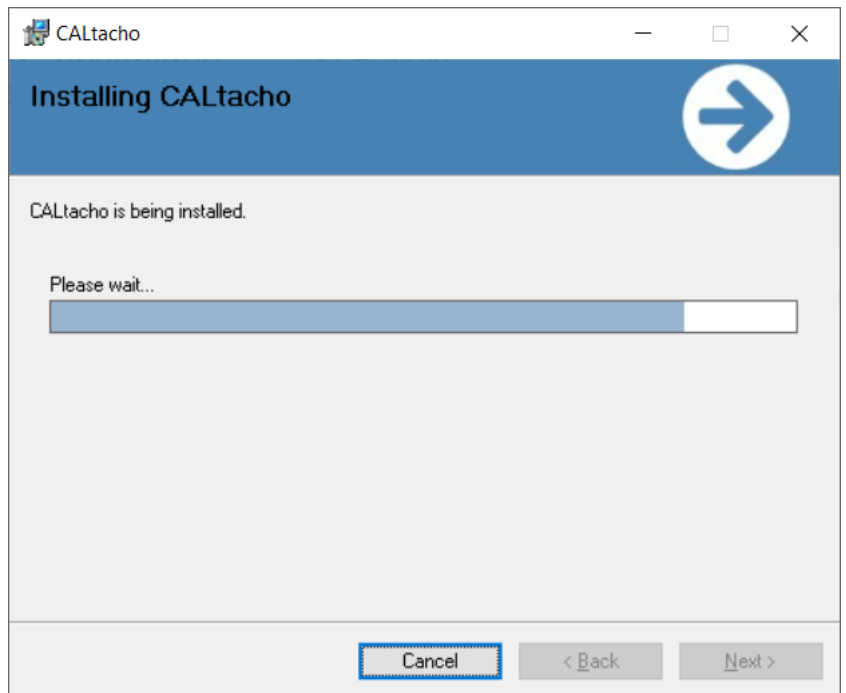 CALtacho
Installing CALtacho
CALtacho is being installed.
Please wait...
Cancel
< Back
Next >